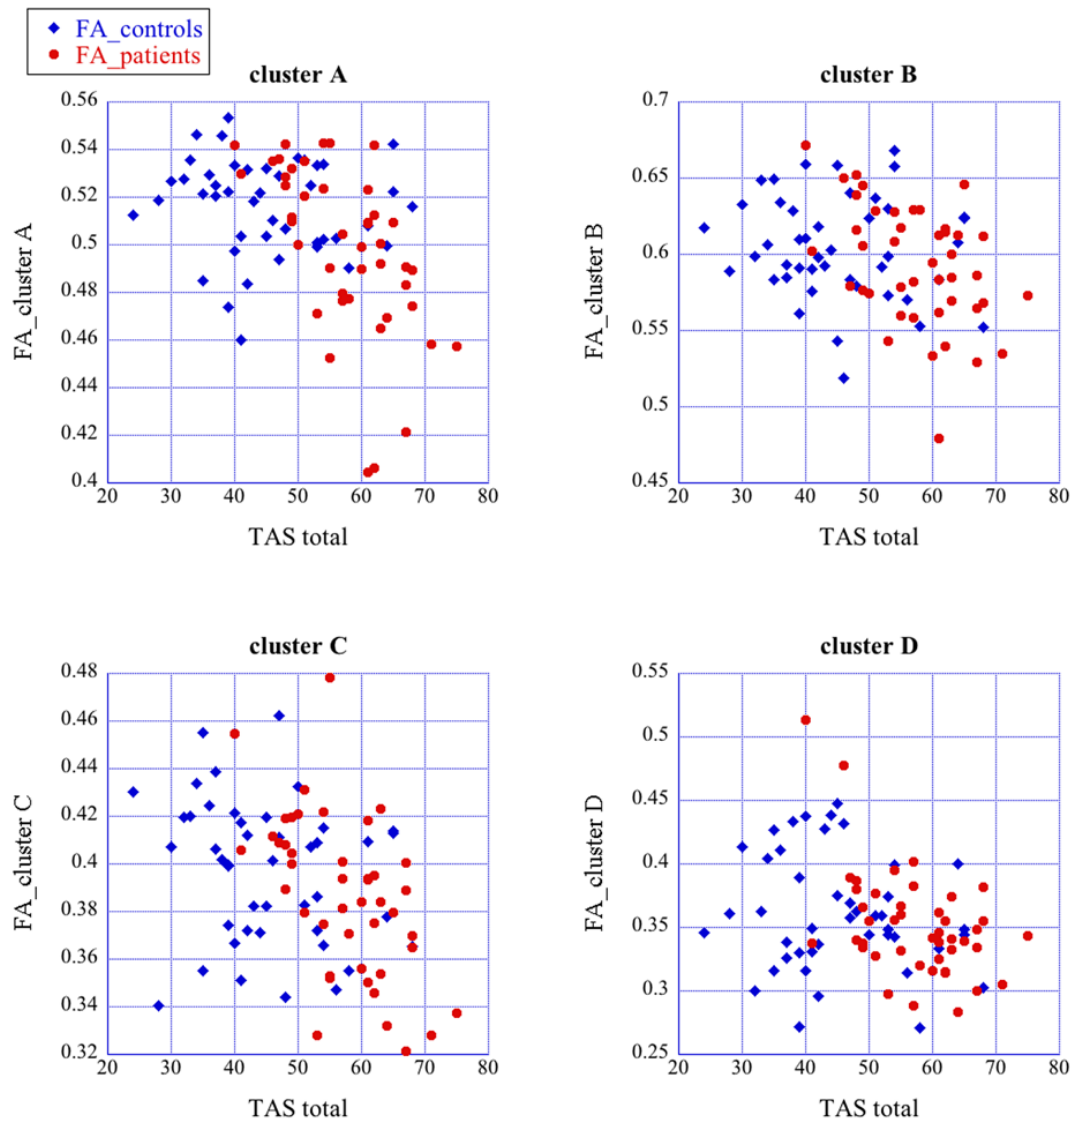 FA_controls
FA_patients
cluster A
FA_cluster A
0.56
0.54
0.52
0.5
0.48
0.46
0.44
0.42
0.4
20 30 40 50 60 70 80
TAS total
cluster B
FA_cluster B
0.7
0.65
0.6
0.55
0.5
0.45
20 30 40 50 60 70 80
TAS total
cluster C
FA_cluster C
0.48
0.46
0.44
0.42
0.4
0.38
0.36
0.34
0.32
20 30 40 50 60 70 80
TAS total
cluster D
FA_cluster D
0.55
0.5
0.45
0.4
0.35
0.3
0.25
20 30 40 50 60 70 80
TAS total